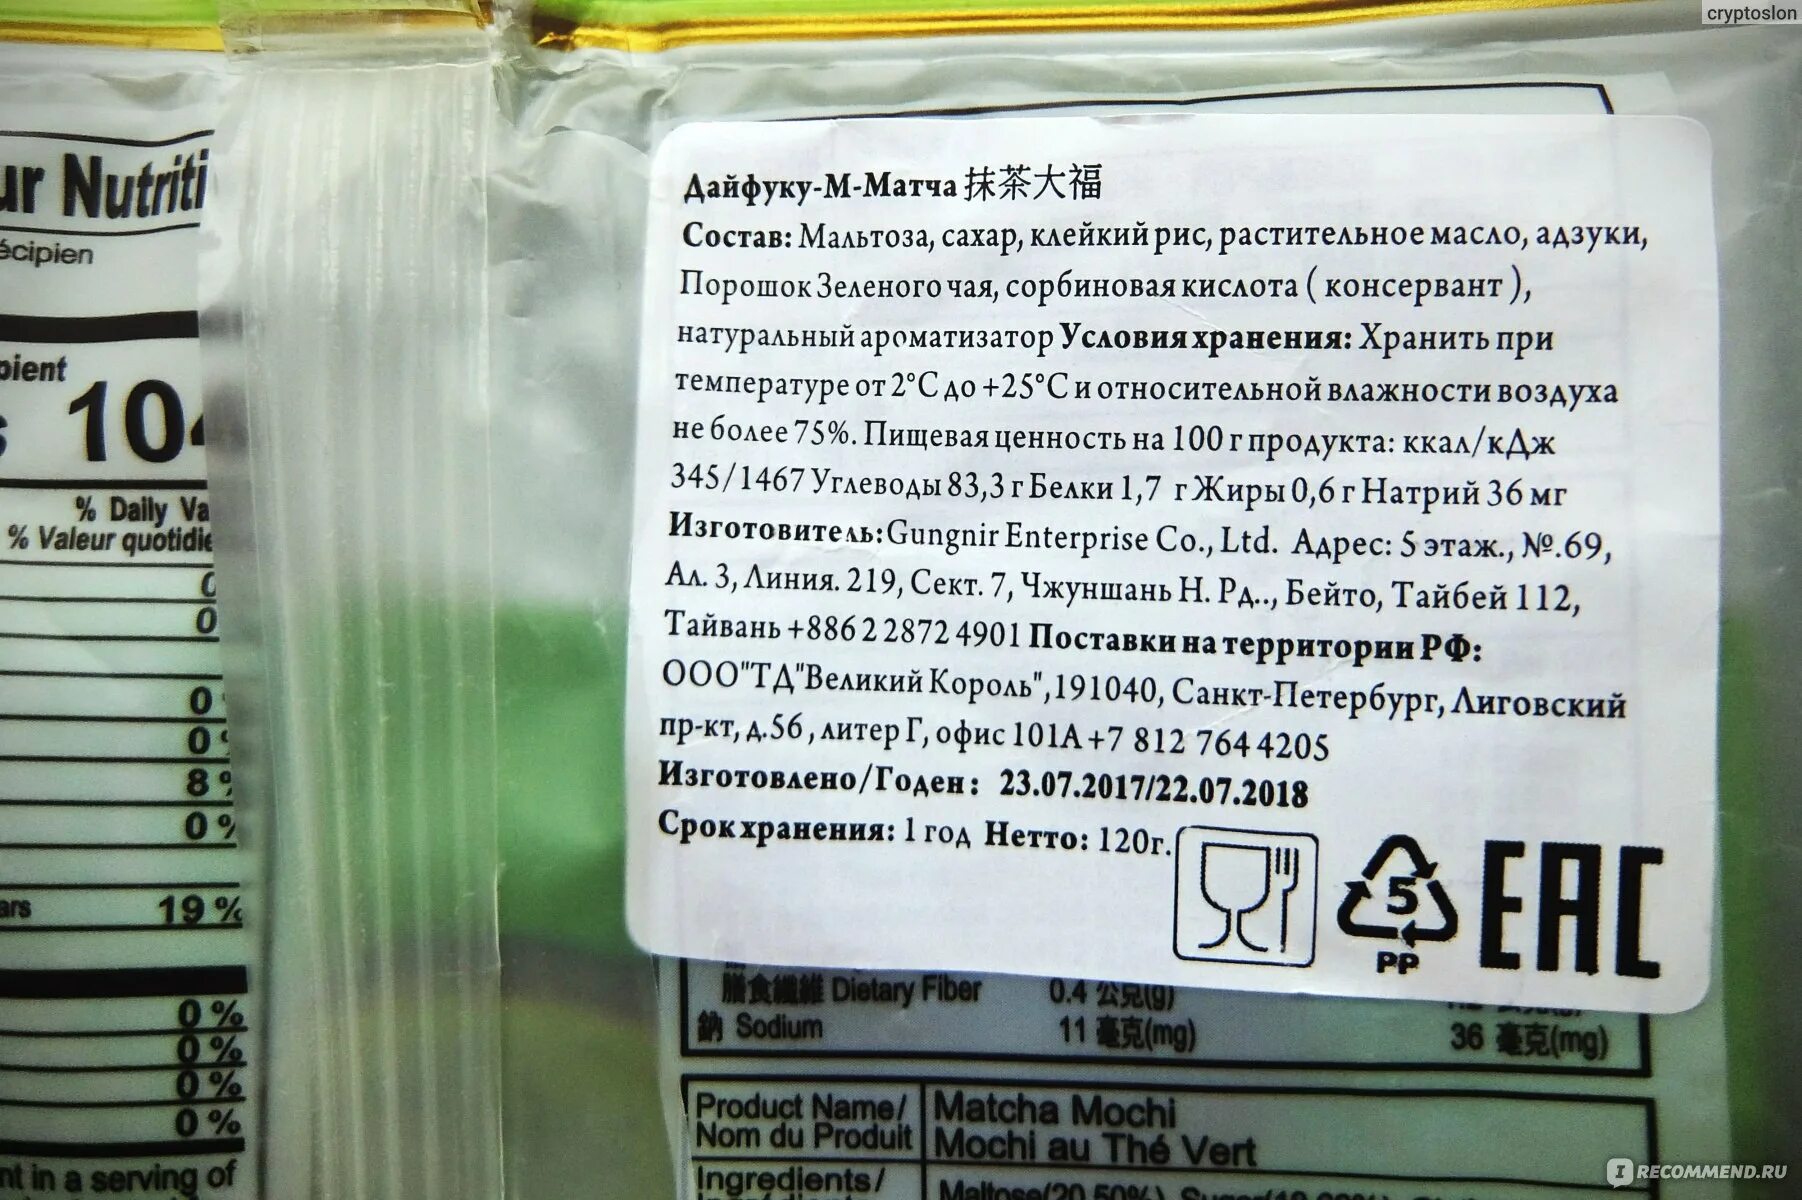 cryptoslon
ur Nutriti
écipien
pient
10
% Daily Va
% Valeur quotidie
0
0
0
0
8 %
0 %
ars 19 %
0 %
0 %
0 %
0 %
nt in a serving of
Дайфуку-М-Матча 抹茶大福
Состав: Мальтоза, сахар, клейкий рис, растительное масло, адзуки,
Порошок Зеленого чая, сорбиновая кислота ( консервант ),
натуральный ароматизатор Условия хранения: Хранить при
температуре от 2°C до +25°C и относительной влажности воздуха
не более 75%. Пищевая ценность на 100 г продукта: ккал/кДж
345/1467 Углеводы 83,3 г Белки 1,7 г Жиры 0,6 г Натрий 36 мг
Изготовитель: Gungnir Enterprise Co., Ltd. Адрес: 5 этаж., №.69,
Ал. 3, Линия. 219, Сект. 7, Чжуншань Н. Рд.., Бейто, Тайбей 112,
Тайвань +886 2 2872 4901 Поставки на территории РФ:
ООО"ТД"Великий Король",191040, Санкт-Петербург, Лиговский
пр-кт, д.56 , литер Г, офис 101А +7 812 764 4205
Изготовлено/Годен : 23.07.2017/22.07.2018
Срок хранения: 1 год Нетто: 120г.
5
PP
EAC
膳食纖維 Dietary Fiber 0.4 公克(g)
鈉 Sodium 11 毫克(mg) 36 毫克(mg)
Product Name/ Matcha Mochi
Nom du Produit Mochi au Thé Vert
Ingredients/
IRECOMMEND.RU